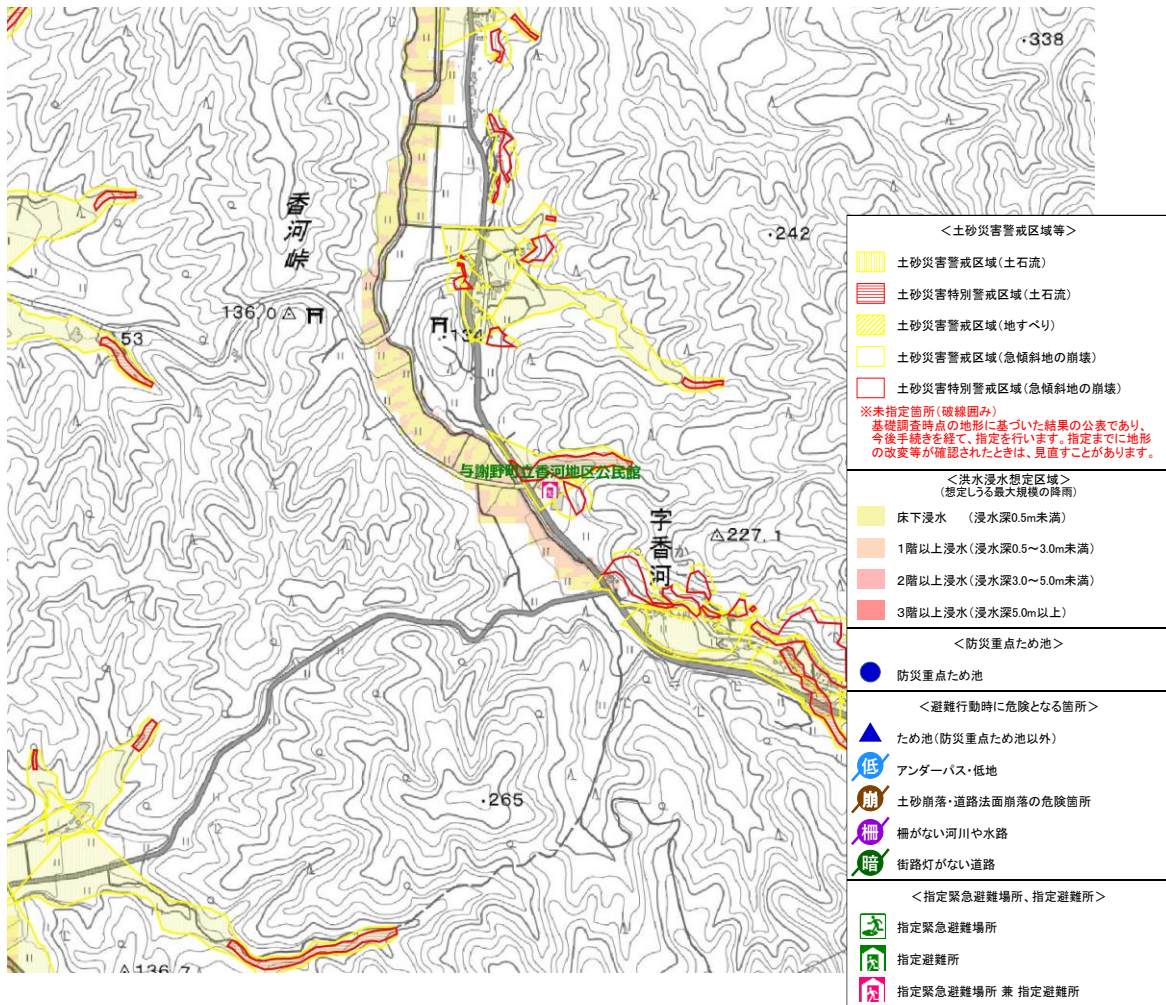 ・338
香河峠
・242
136.0
53
134
与謝野町立香河地区公民館
字香河
か
227.1
・265
136.7
＜土砂災害警戒区域等＞
土砂災害警戒区域(土石流)
土砂災害特別警戒区域(土石流)
土砂災害警戒区域(地すべり)
土砂災害警戒区域(急傾斜地の崩壊)
土砂災害特別警戒区域(急傾斜地の崩壊)
※未指定箇所(破線囲み)
基礎調査時点の地形に基づいた結果の公表であり、
今後手続きを経て、指定を行います。指定までに地形
の改変等が確認されたときは、見直すことがあります。
＜洪水浸水想定区域＞
(想定しうる最大規模の降雨)
床下浸水 (浸水深0.5m未満)
1階以上浸水(浸水深0.5～3.0m未満)
2階以上浸水(浸水深3.0～5.0m未満)
3階以上浸水(浸水深5.0m以上)
＜防災重点ため池＞
防災重点ため池
＜避難行動時に危険となる箇所＞
ため池(防災重点ため池以外)
低 アンダーパス・低地
崩 土砂崩落・道路法面崩落の危険箇所
柵 柵がない河川や水路
暗 街路灯がない道路
＜指定緊急避難場所、指定避難所＞
指定緊急避難場所
指定避難所
指定緊急避難場所 兼 指定避難所